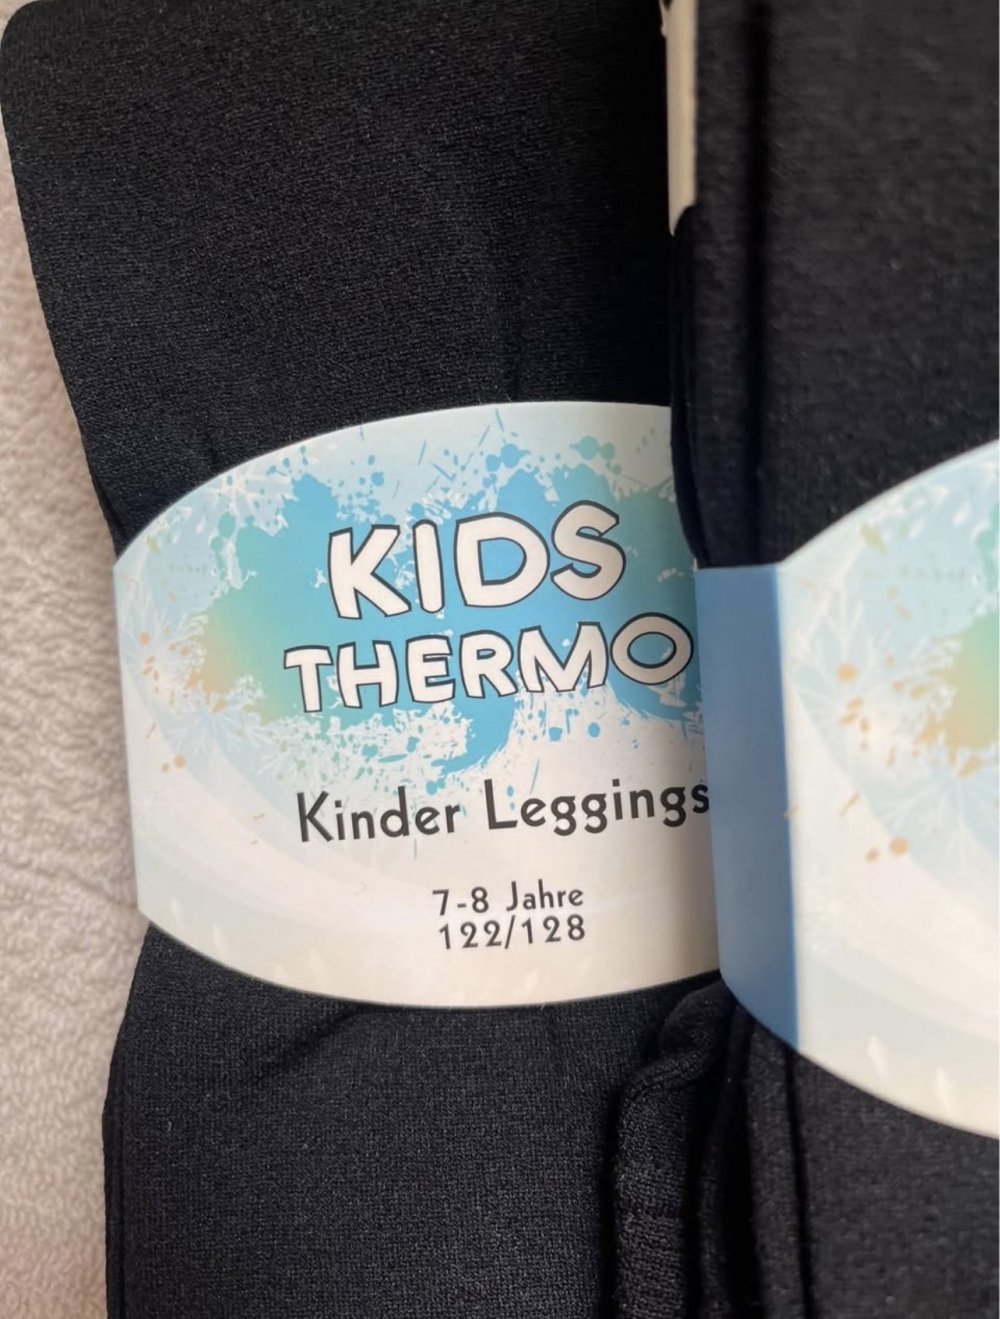 KIDS
THERMO
Kinder Leggings
7-8 Jahre
122/128